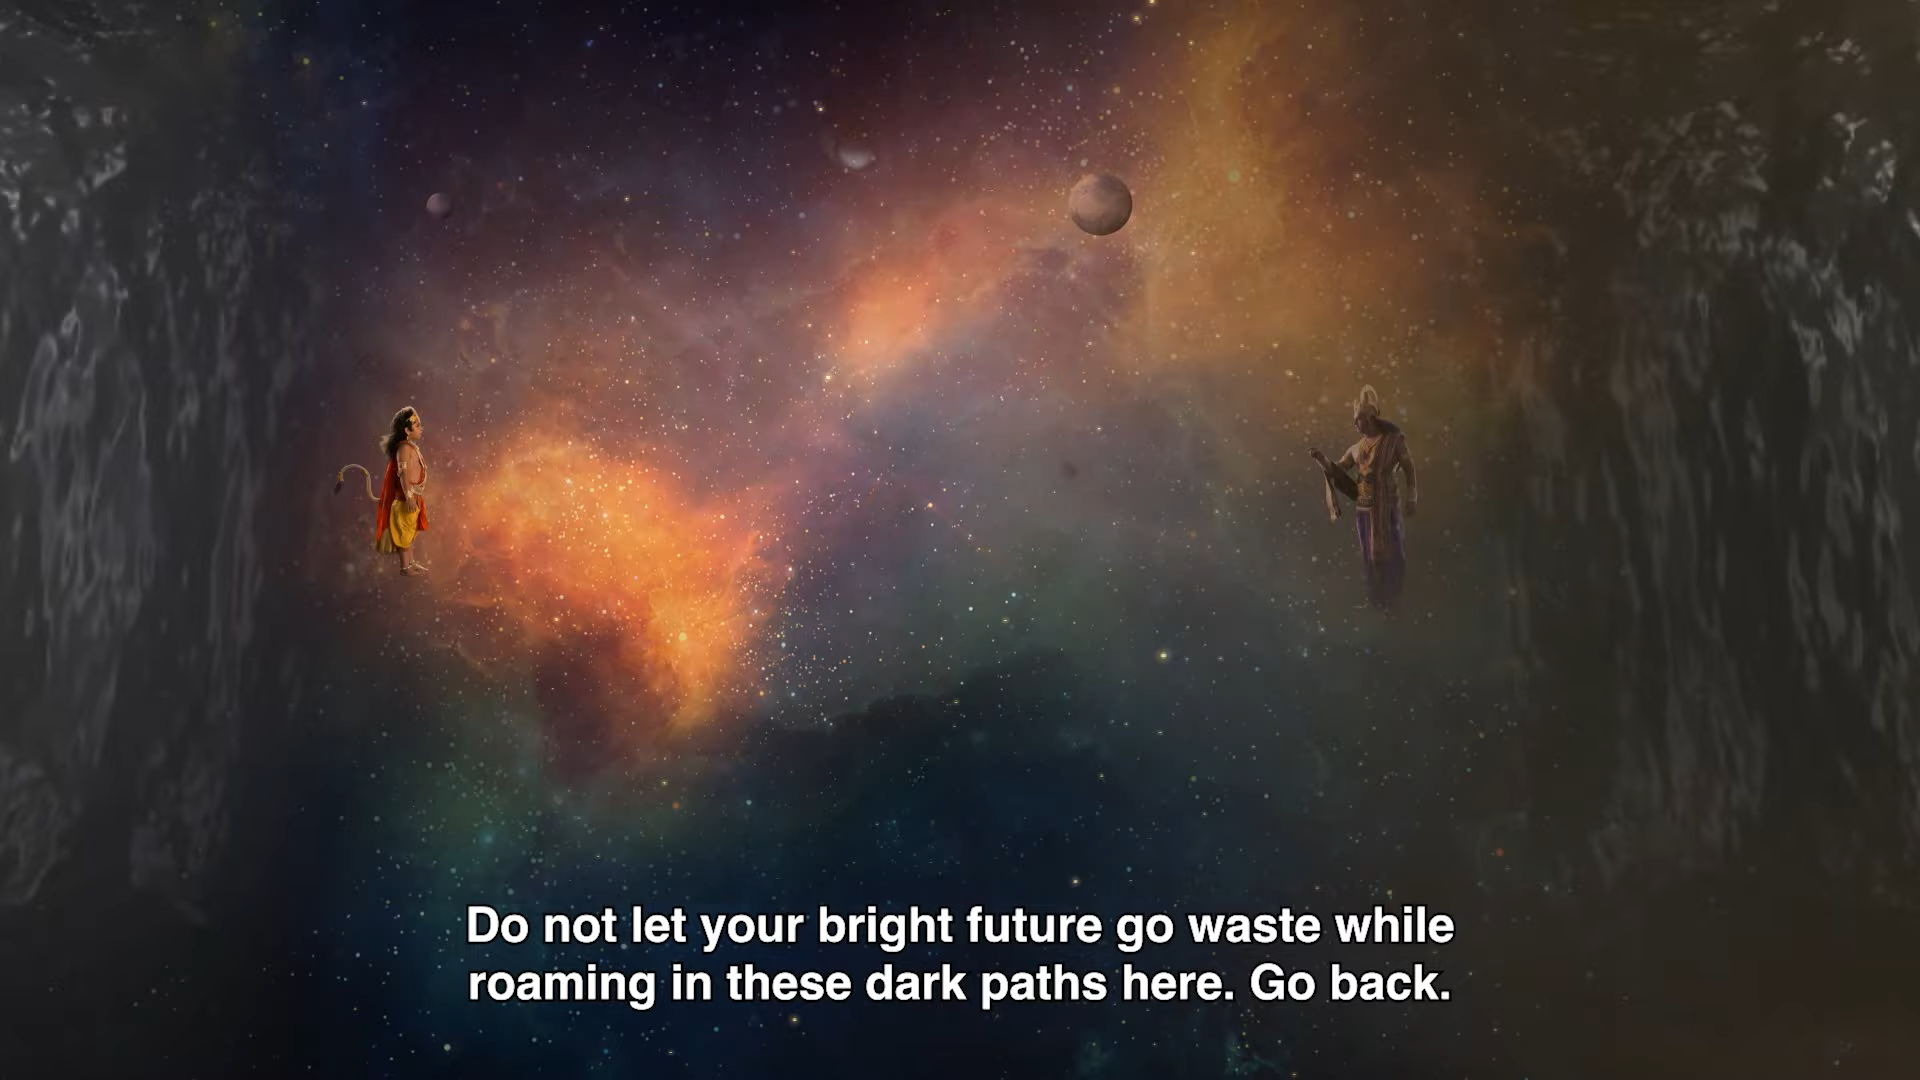 Do not let your bright future go waste while
roaming in these dark paths here. Go back.